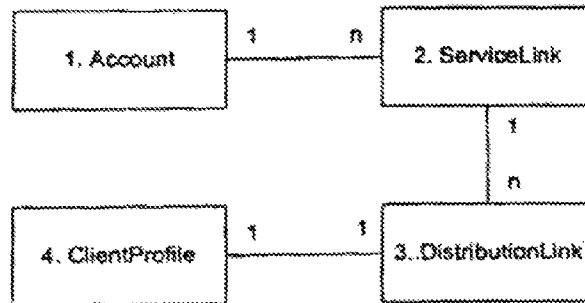 1. Account
1
n
2. ServiceLink
1
n
4. ClientProfile
1
1
3..DistributionLink